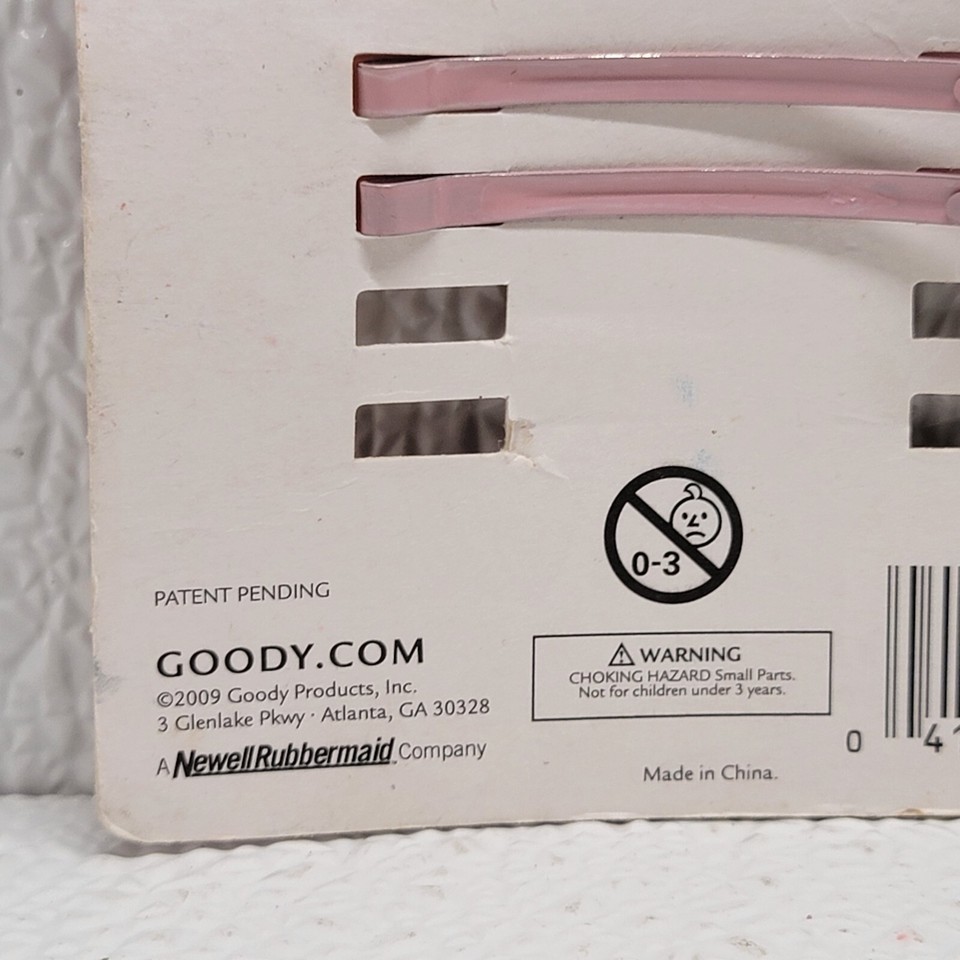 0-3
PATENT PENDING
GOODY.COM
©2009 Goody Products, Inc.
3 Glenlake Pkwy · Atlanta, GA 30328
A NewellRubbermaid Company
⚠ WARNING
CHOKING HAZARD Small Parts.
Not for children under 3 years.
Made in China.
0 4